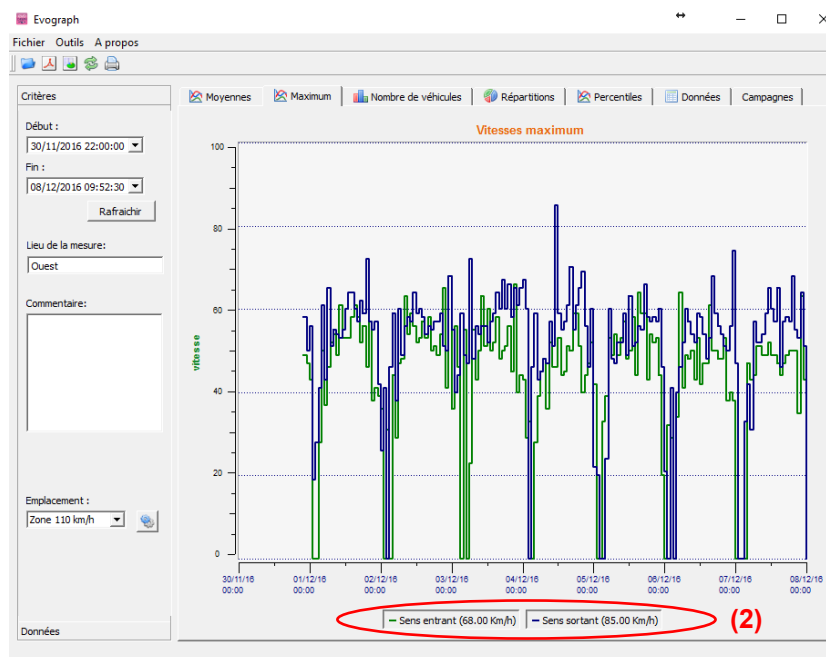 Evograph
Fichier Outils A propos
Critères
Début :
30/11/2016 22:00:00
Fin :
08/12/2016 09:52:30
Rafraichir
Lieu de la mesure:
Ouest
Commentaire:
Emplacement :
Zone 110 km/h
Données
Moyennes Maximum Nombre de véhicules Répartitions Percentiles Données Campagnes
Vitesses maximum
vitesse
100
80
60
40
20
0
30/11/16 01/12/16 02/12/16 03/12/16 04/12/16 05/12/16 06/12/16 07/12/16 08/12/16
00:00 00:00 00:00 00:00 00:00 00:00 00:00 00:00 00:00
Sens entrant (68.00 Km/h) Sens sortant (85.00 Km/h) (2)